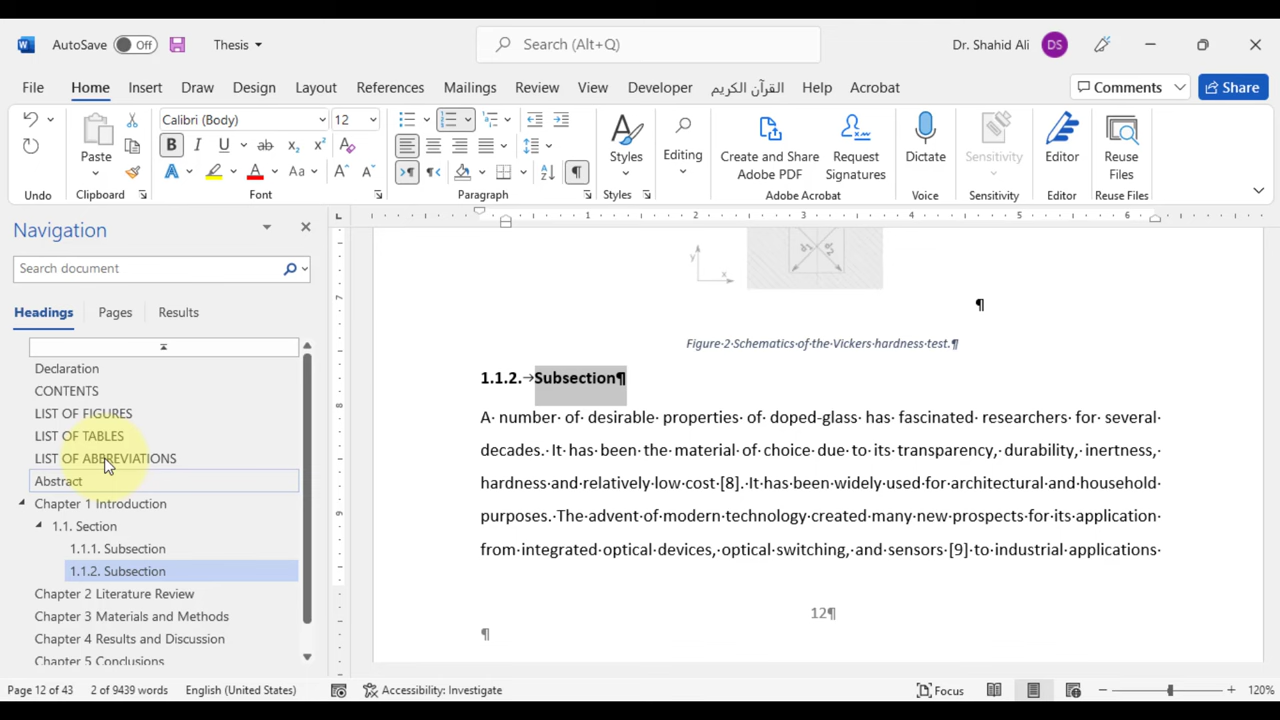 AutoSave Off Thesis Search (Alt+Q) Dr. Shahid Ali DS
File Home Insert Draw Design Layout References Mailings Review View Developer القرآن الكريم Help Acrobat Comments Share
Calibri (Body) 12
Paste Styles Editing Create and Share Adobe PDF Request Signatures Dictate Sensitivity Editor Reuse Files
Undo Clipboard Font Paragraph Styles Adobe Acrobat Voice Sensitivity Editor Reuse Files
Navigation
Search document
Headings Pages Results
Declaration
CONTENTS
LIST OF FIGURES
LIST OF TABLES
LIST OF ABBREVIATIONS
Abstract
Chapter 1 Introduction
1.1. Section
1.1.1. Subsection
1.1.2. Subsection
Chapter 2 Literature Review
Chapter 3 Materials and Methods
Chapter 4 Results and Discussion
Chapter 5 Conclusions
1 2 3 4 5 6
7
8
9
y
x
¶
Figure·2·Schematics·of·the·Vickers·hardness·test.¶
1.1.2.→Subsection¶
A· number· of· desirable· properties· of· doped-glass· has· fascinated· researchers· for· several·
decades.· It· has· been· the· material· of· choice· due· to· its· transparency,· durability,· inertness,·
hardness·and·relatively·low·cost·[8].·It·has·been·widely·used·for·architectural·and·household·
purposes.·The·advent·of·modern·technology·created·many·new·prospects·for·its·application·
from·integrated·optical·devices,·optical·switching,·and·sensors·[9]·to·industrial·applications·
12¶
¶
Page 12 of 43 2 of 9439 words English (United States) Accessibility: Investigate Focus 120%